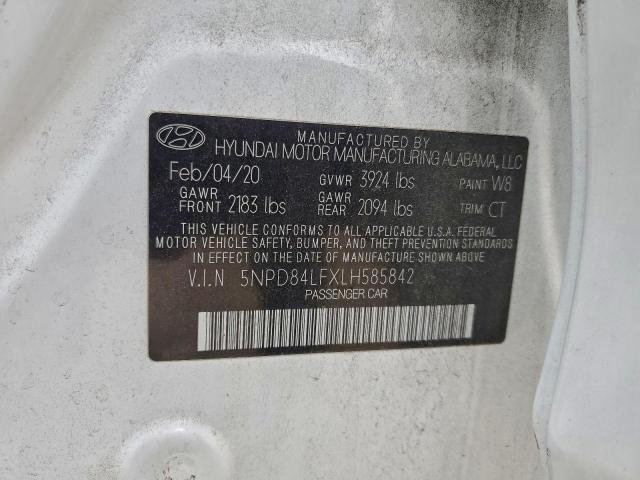 MANUFACTURED BY
HYUNDAI MOTOR MANUFACTURING ALABAMA, LLC
Feb/04/20 GVWR 3924 lbs PAINT W8
GAWR FRONT 2183 lbs GAWR REAR 2094 lbs TRIM CT
THIS VEHICLE CONFORMS TO ALL APPLICABLE U.S.A. FEDERAL
MOTOR VEHICLE SAFETY, BUMPER, AND THEFT PREVENTION STANDARDS
IN EFFECT ON THE DATE OF MANUFACTURE SHOWN ABOVE.
V.I.N 5NPD84LFXLH585842
PASSENGER CAR